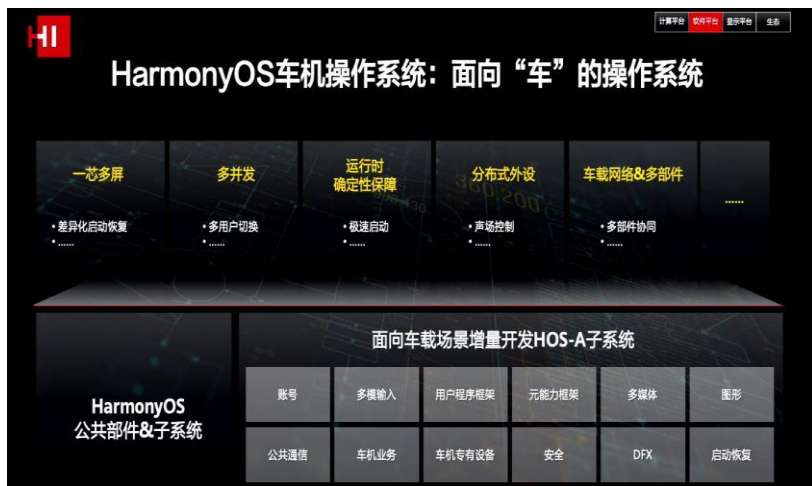 HI
计算平台 软件平台 显示平台 生态
HarmonyOS车机操作系统：面向“车”的操作系统
一芯多屏
• 差异化启动恢复
• ......
多并发
• 多用户切换
• ......
运行时
确定性保障
• 极速启动
• ......
分布式外设
• 声场控制
• ......
车载网络&多部件
• 多部件协同
• ......
......
HarmonyOS
公共部件&子系统
面向车载场景增量开发HOS-A子系统
账号 多模输入 用户程序框架 元能力框架 多媒体 图形
公共通信 车机业务 车机专有设备 安全 DFX 启动恢复